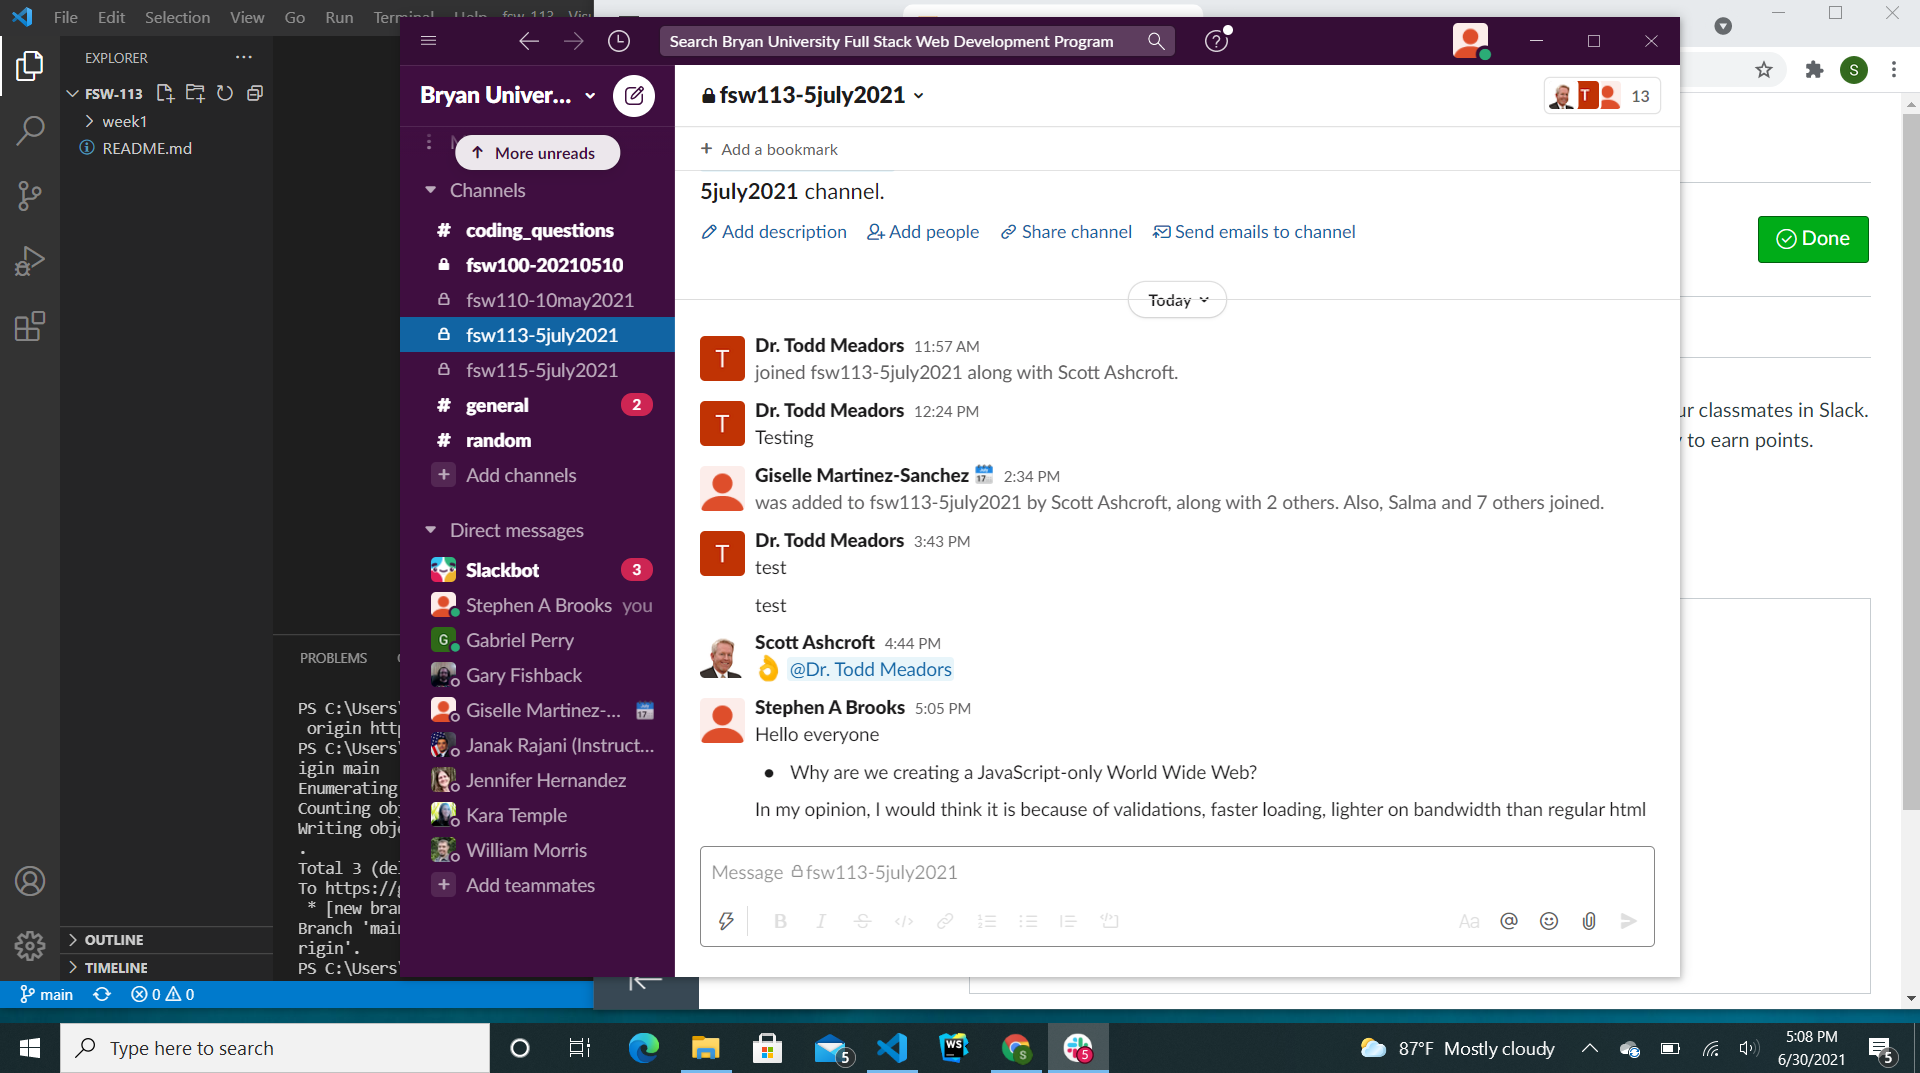 File Edit Selection View Go Run Terminal Help fsw-113
EXPLORER
FSW-113
week1
README.md
OUTLINE
TIMELINE
main 0 0
PROBLEMS
PS C:\Users\
origin http
PS C:\Users\
igin main
Enumerating
Counting obj
Writing obje
.
Total 3 (del
To https://g
* [new bran
Branch 'main
rigin'.
PS C:\Users\
Search Bryan University Full Stack Web Development Program
Bryan Univer...
More unreads
Channels
# coding_questions
fsw100-20210510
fsw110-10may2021
fsw113-5july2021
fsw115-5july2021
# general 2
# random
+ Add channels
Direct messages
Slackbot 3
Stephen A Brooks you
G Gabriel Perry
Gary Fishback
Giselle Martinez-...
Janak Rajani (Instruct...
Jennifer Hernandez
Kara Temple
William Morris
+ Add teammates
fsw113-5july2021
T 13
+ Add a bookmark
5july2021 channel.
Add description Add people Share channel Send emails to channel
Today
T
Dr. Todd Meadors 11:57 AM
joined fsw113-5july2021 along with Scott Ashcroft.
T
Dr. Todd Meadors 12:24 PM
Testing
Giselle Martinez-Sanchez 2:34 PM
was added to fsw113-5july2021 by Scott Ashcroft, along with 2 others. Also, Salma and 7 others joined.
T
Dr. Todd Meadors 3:43 PM
test
test
Scott Ashcroft 4:44 PM
👌 @Dr. Todd Meadors
Stephen A Brooks 5:05 PM
Hello everyone
• Why are we creating a JavaScript-only World Wide Web?
In my opinion, I would think it is because of validations, faster loading, lighter on bandwidth than regular html
Message fsw113-5july2021
B I S Aa @
S
Done
ur classmates in Slack.
to earn points.
Type here to search
5
WS
S
5
87°F Mostly cloudy
5:08 PM
6/30/2021
5